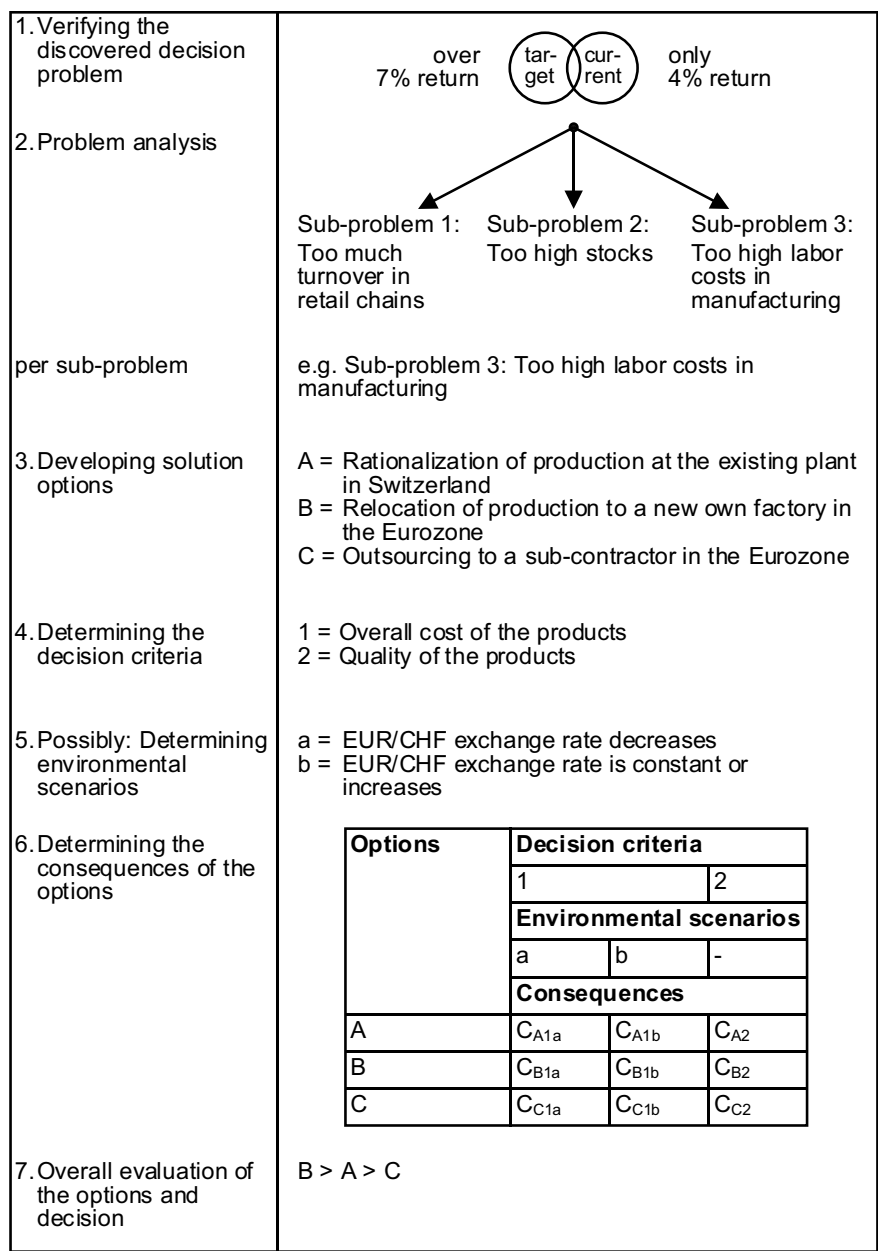 1. Verifying the
discovered decision
problem
over
7% return
tar-
get
cur-
rent
only
4% return
2. Problem analysis
Sub-problem 1:
Too much
turnover in
retail chains
Sub-problem 2:
Too high stocks
Sub-problem 3:
Too high labor
costs in
manufacturing
per sub-problem
e.g. Sub-problem 3: Too high labor costs in
manufacturing
3. Developing solution
options
A = Rationalization of production at the existing plant
in Switzerland
B = Relocation of production to a new own factory in
the Eurozone
C = Outsourcing to a sub-contractor in the Eurozone
4. Determining the
decision criteria
1 = Overall cost of the products
2 = Quality of the products
5. Possibly: Determining
environmental
scenarios
a = EUR/CHF exchange rate decreases
b = EUR/CHF exchange rate is constant or
increases
6. Determining the
consequences of the
options
Options Decision criteria
1 2
Environmental scenarios
a b -
Consequences
A CA1a CA1b CA2
B CB1a CB1b CB2
C CC1a CC1b CC2
7. Overall evaluation of
the options and
decision
B > A > C